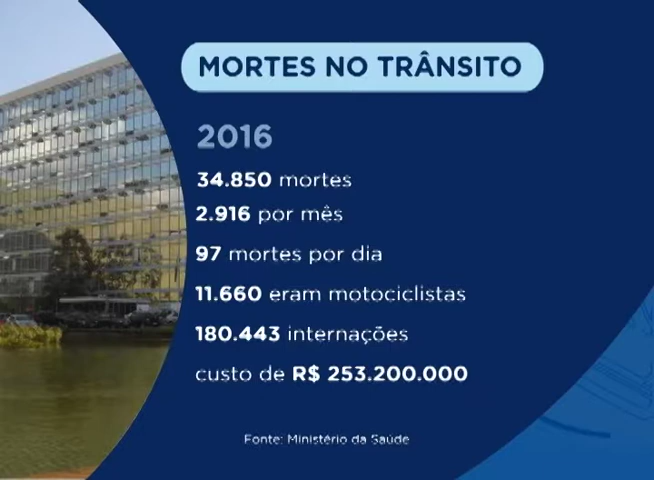 MORTES NO TRÂNSITO
2016
34.850 mortes
2.916 por mês
97 mortes por dia
11.660 eram motociclistas
180.443 internações
custo de R$ 253.200.000
Fonte: Ministério da Saúde